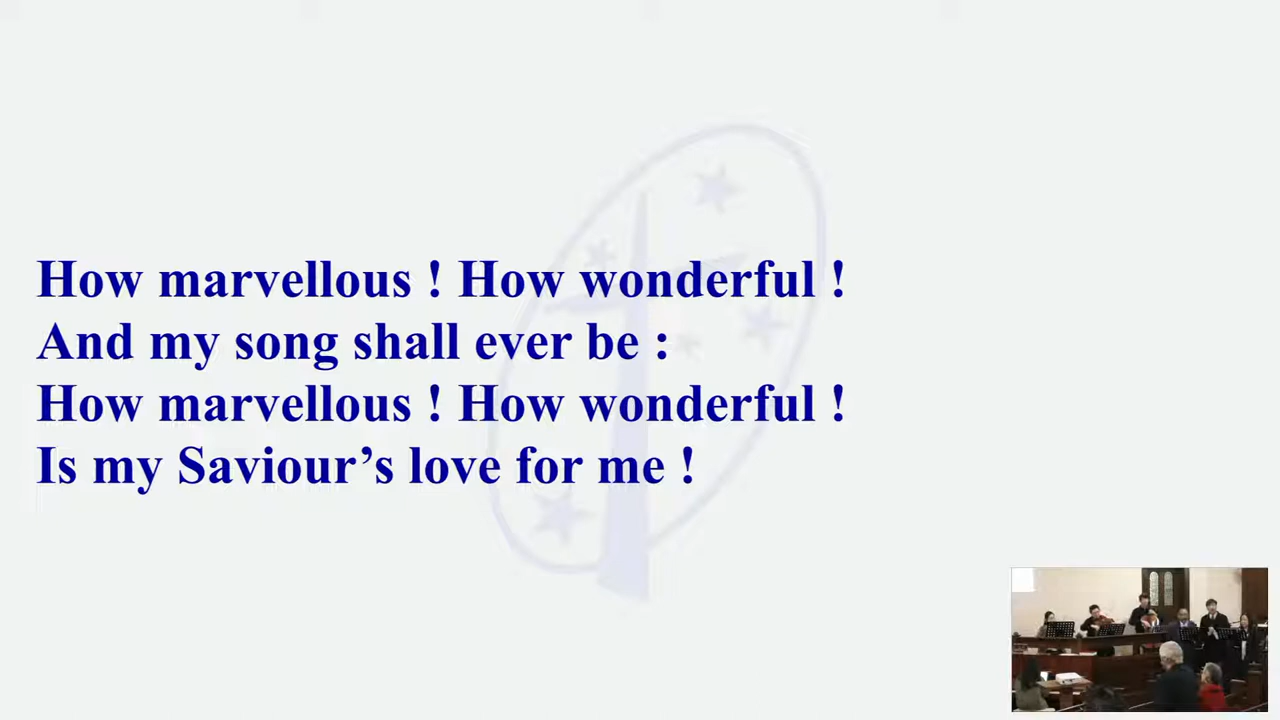 How marvellous ! How wonderful !
And my song shall ever be :
How marvellous ! How wonderful !
Is my Saviour’s love for me !